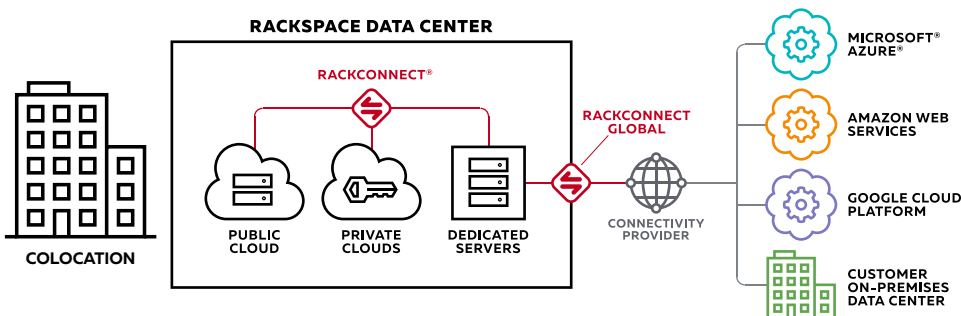 RACKSPACE DATA CENTER
RACKCONNECT®
RACKCONNECT
GLOBAL
COLOCATION
PUBLIC
CLOUD
PRIVATE
CLOUDS
DEDICATED
SERVERS
CONNECTIVITY
PROVIDER
MICROSOFT®
AZURE®
AMAZON WEB
SERVICES
GOOGLE CLOUD
PLATFORM
CUSTOMER
ON-PREMISES
DATA CENTER